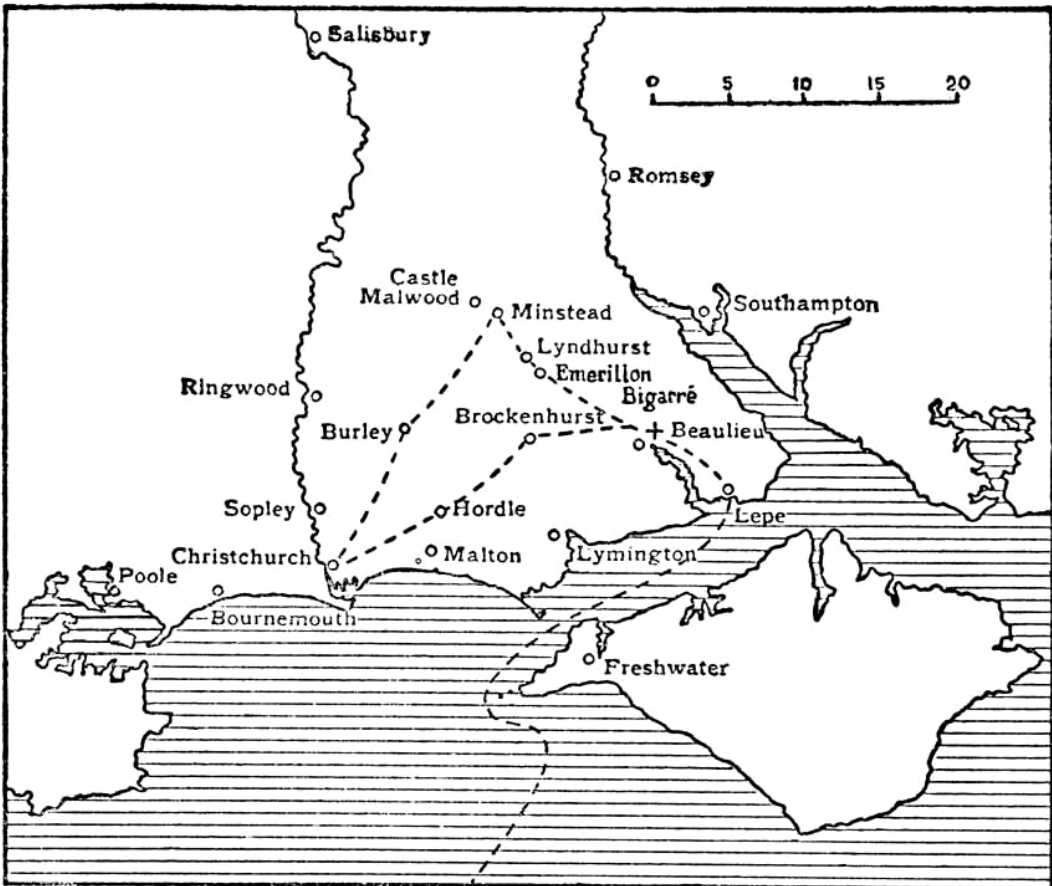 Salisbury
0 5 10 15 20
Romsey
Castle
Malwood
Minstead
Southampton
Lyndhurst
Emerillon
Ringwood
Bigarré
Brockenhurst
Burley
Beaulieu
Sopley
Hordle
Lepe
Christchurch
Malton
Lymington
Poole
Bournemouth
Freshwater